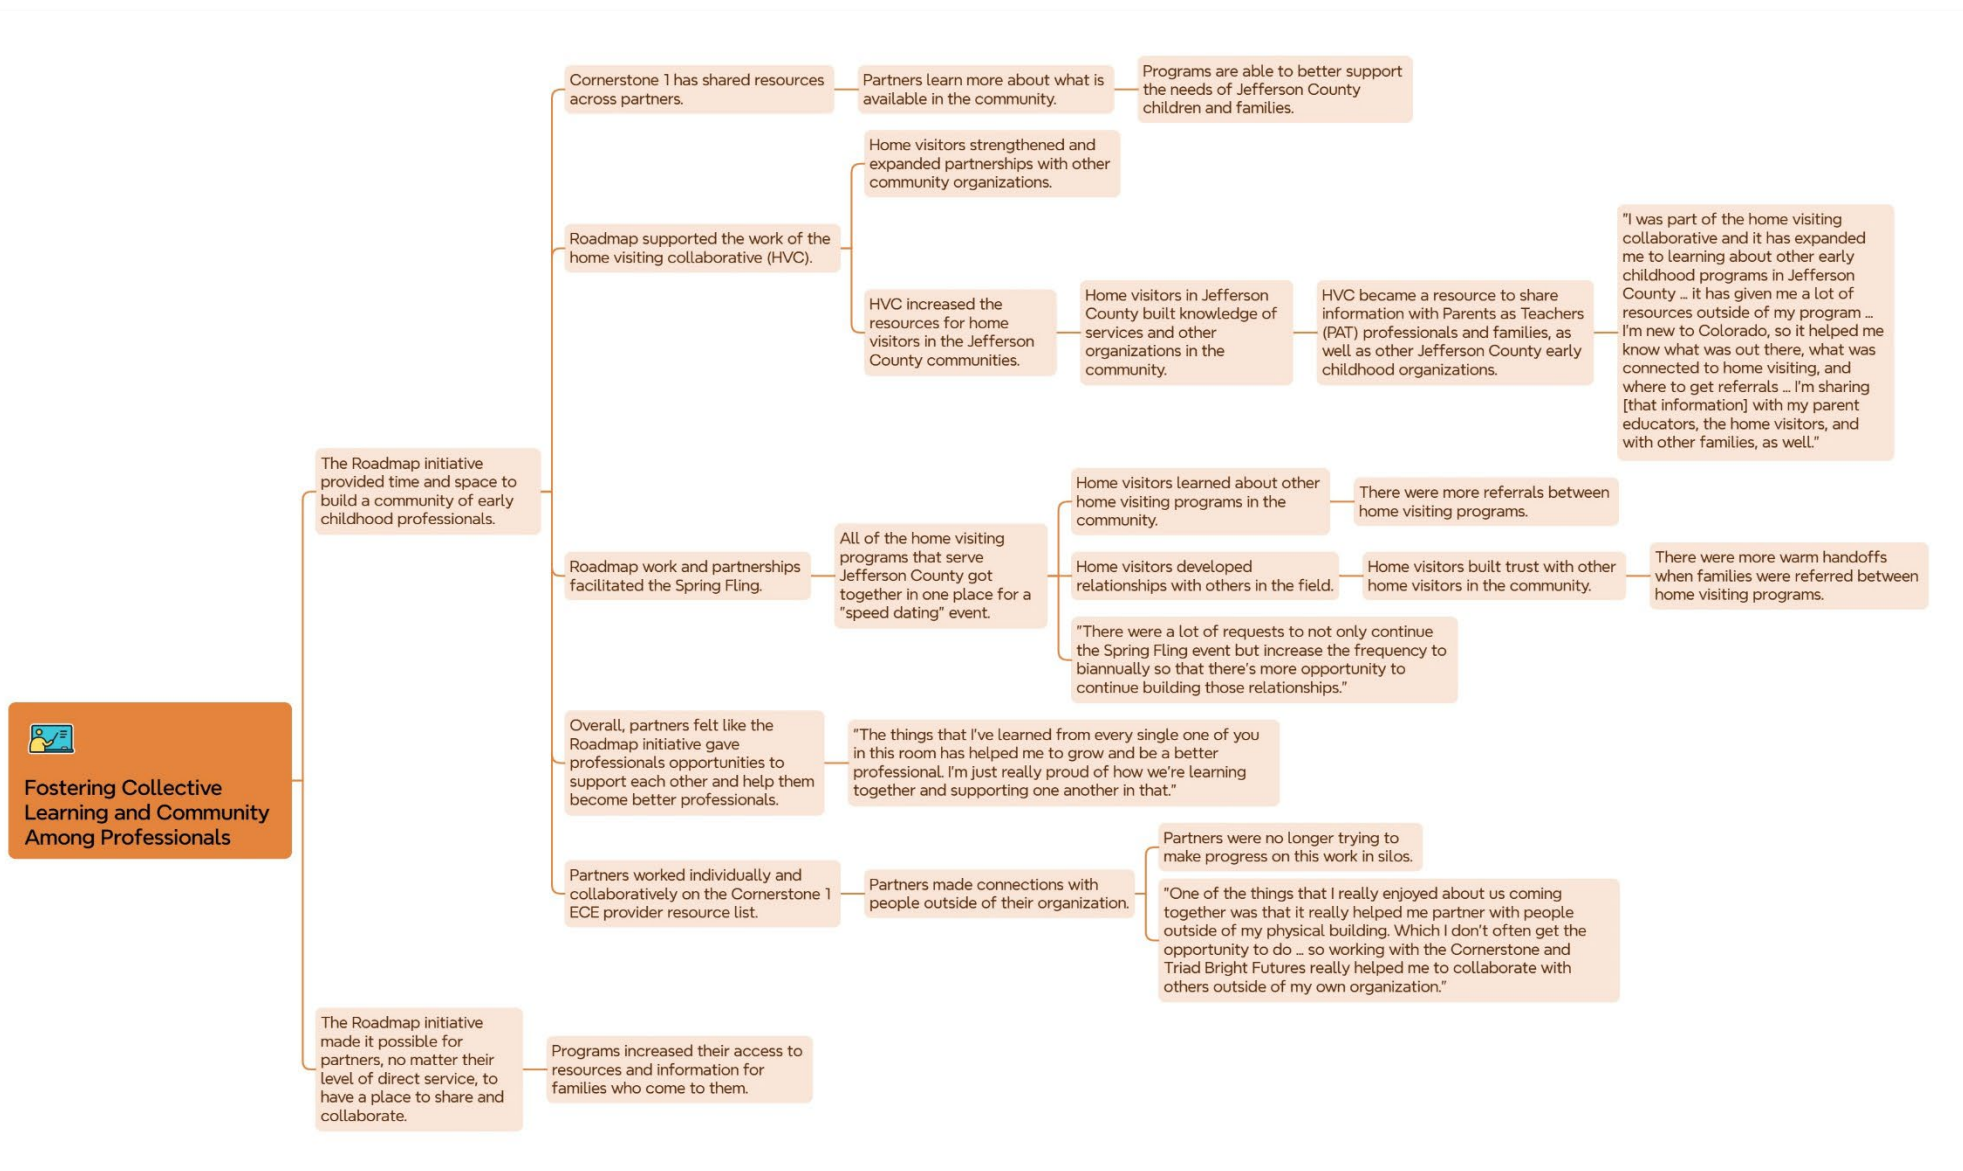 Fostering Collective
Learning and Community
Among Professionals
The Roadmap initiative
provided time and space to
build a community of early
childhood professionals.
Cornerstone 1 has shared resources
across partners.
Partners learn more about what is
available in the community.
Programs are able to better support
the needs of Jefferson County
children and families.
Roadmap supported the work of the
home visiting collaborative (HVC).
Home visitors strengthened and
expanded partnerships with other
community organizations.
HVC increased the
resources for home
visitors in the Jefferson
County communities.
Home visitors in Jefferson
County built knowledge of
services and other
organizations in the
community.
HVC became a resource to share
information with Parents as Teachers
(PAT) professionals and families, as
well as other Jefferson County early
childhood organizations.
"I was part of the home visiting
collaborative and it has expanded
me to learning about other early
childhood programs in Jefferson
County ... it has given me a lot of
resources outside of my program ...
I'm new to Colorado, so it helped me
know what was out there, what was
connected to home visiting, and
where to get referrals ... I'm sharing
[that information] with my parent
educators, the home visitors, and
with other families, as well."
Roadmap work and partnerships
facilitated the Spring Fling.
All of the home visiting
programs that serve
Jefferson County got
together in one place for a
"speed dating" event.
Home visitors learned about other
home visiting programs in the
community.
There were more referrals between
home visiting programs.
Home visitors developed
relationships with others in the field.
Home visitors built trust with other
home visitors in the community.
There were more warm handoffs
when families were referred between
home visiting programs.
"There were a lot of requests to not only continue
the Spring Fling event but increase the frequency to
biannually so that there's more opportunity to
continue building those relationships."
Overall, partners felt like the
Roadmap initiative gave
professionals opportunities to
support each other and help them
become better professionals.
"The things that I've learned from every single one of you
in this room has helped me to grow and be a better
professional. I'm just really proud of how we're learning
together and supporting one another in that."
Partners worked individually and
collaboratively on the Cornerstone 1
ECE provider resource list.
Partners made connections with
people outside of their organization.
Partners were no longer trying to
make progress on this work in silos.
"One of the things that I really enjoyed about us coming
together was that it really helped me partner with people
outside of my physical building. Which I don't often get the
opportunity to do ... so working with the Cornerstone and
Triad Bright Futures really helped me to collaborate with
others outside of my own organization."
The Roadmap initiative
made it possible for
partners, no matter their
level of direct service, to
have a place to share and
collaborate.
Programs increased their access to
resources and information for
families who come to them.